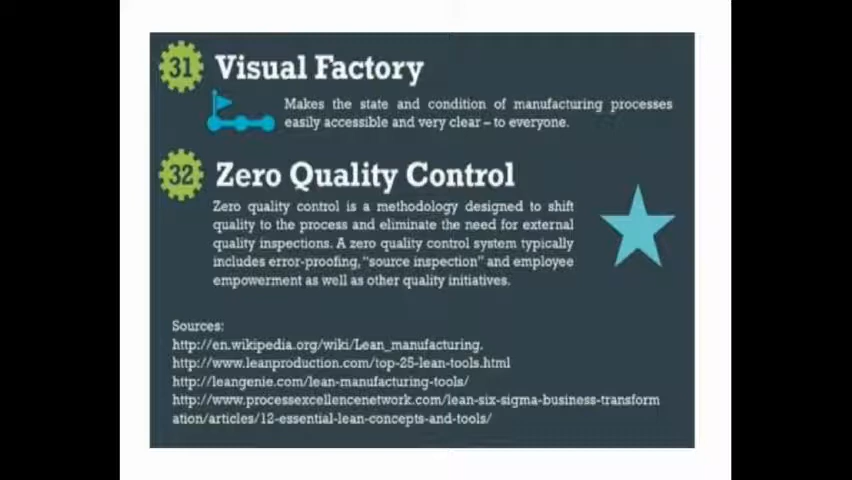 31 Visual Factory
Makes the state and condition of manufacturing processes
easily accessible and very clear – to everyone.
32 Zero Quality Control
Zero quality control is a methodology designed to shift
quality to the process and eliminate the need for external
quality inspections. A zero quality control system typically
includes error-proofing, "source inspection" and employee
empowerment as well as other quality initiatives.
Sources:
http://en.wikipedia.org/wiki/Lean_manufacturing.
http://www.leanproduction.com/top-25-lean-tools.html
http://leangenie.com/lean-manufacturing-tools/
http://www.processexcellencenetwork.com/lean-six-sigma-business-transform
ation/articles/12-essential-lean-concepts-and-tools/